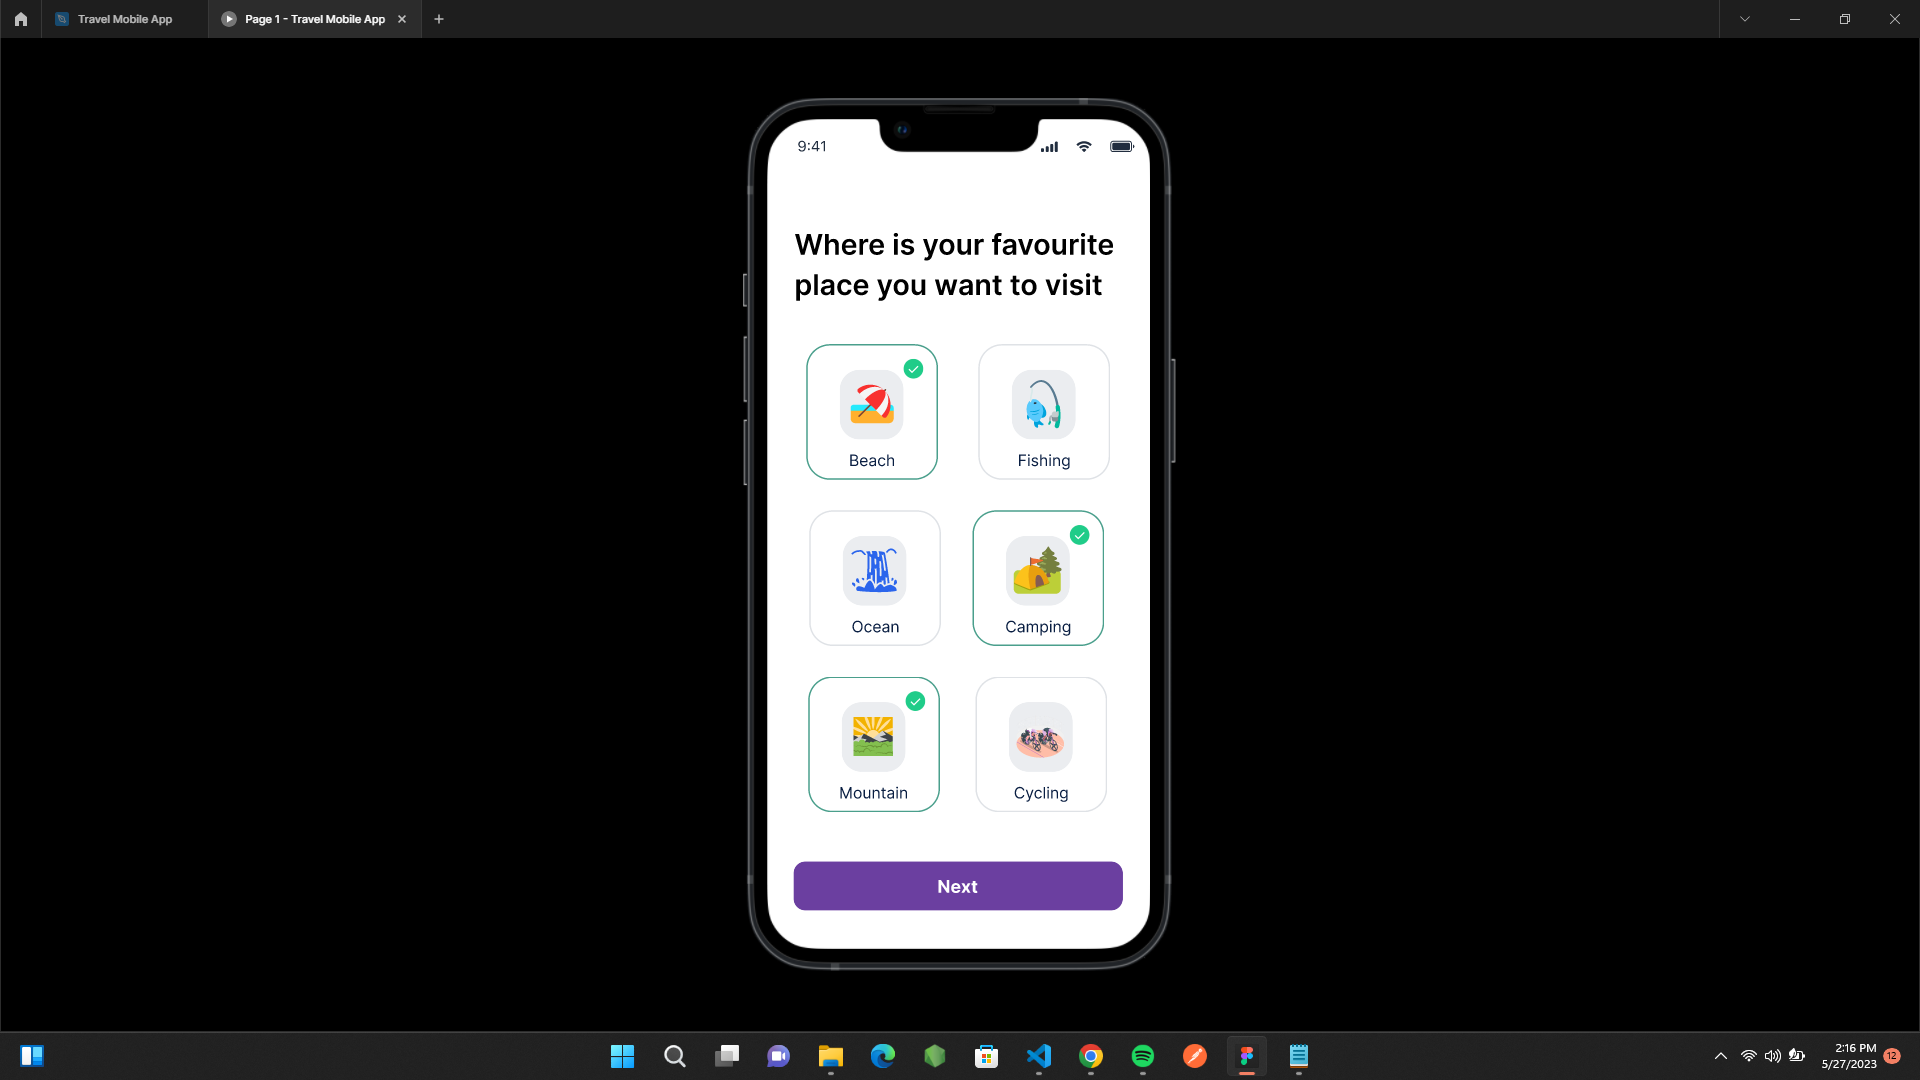 Travel Mobile App
Page 1 - Travel Mobile App
9:41
Where is your favourite
place you want to visit
Beach
Fishing
Ocean
Camping
Mountain
Cycling
Next
2:16 PM
5/27/2023
12